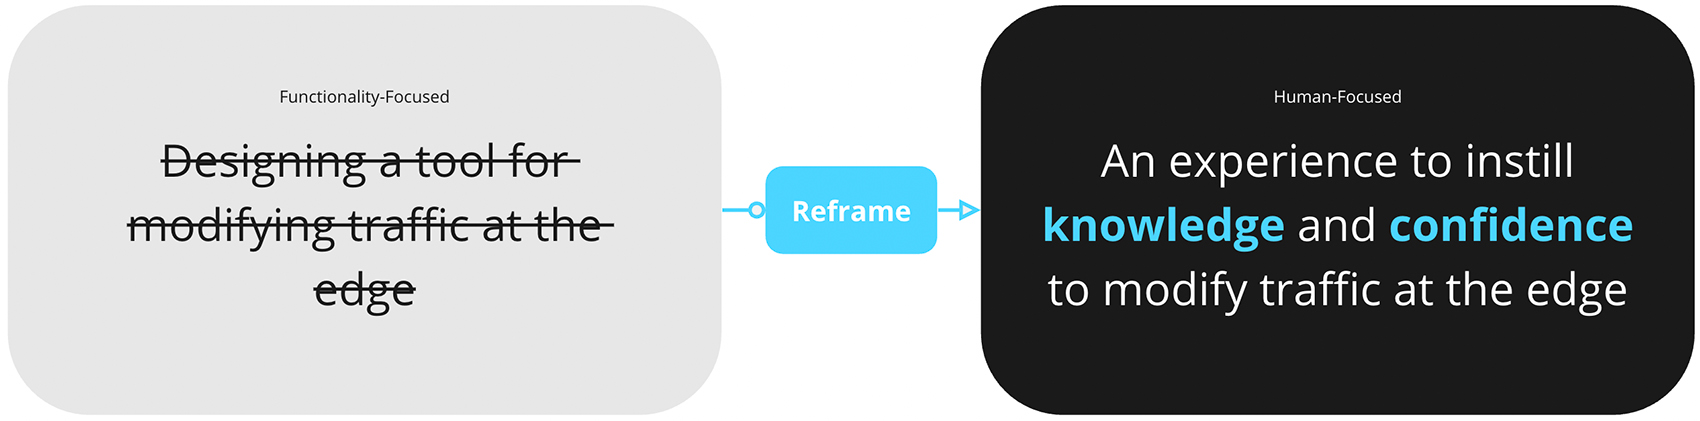 Functionality-Focused
Designing a tool for
modifying traffic at the
edge
Reframe
Human-Focused
An experience to instill
knowledge and confidence
to modify traffic at the edge